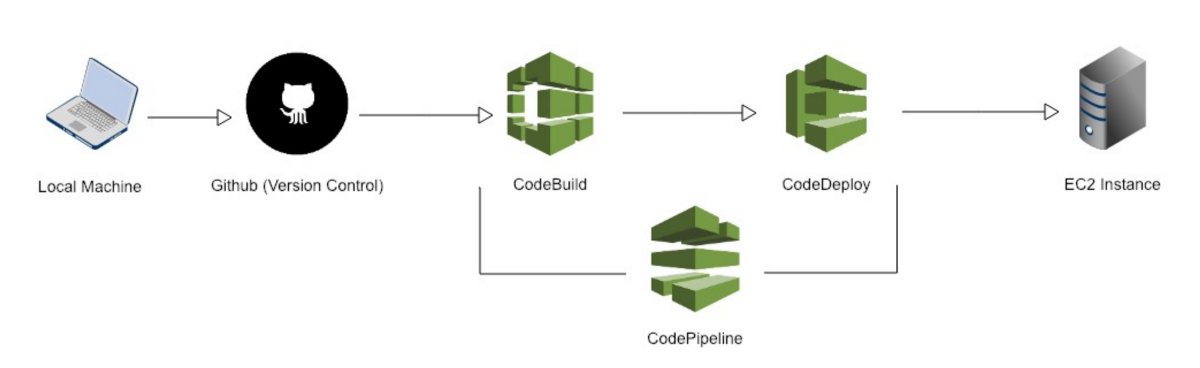 Local Machine
Github (Version Control)
CodeBuild
CodeDeploy
EC2 Instance
CodePipeline